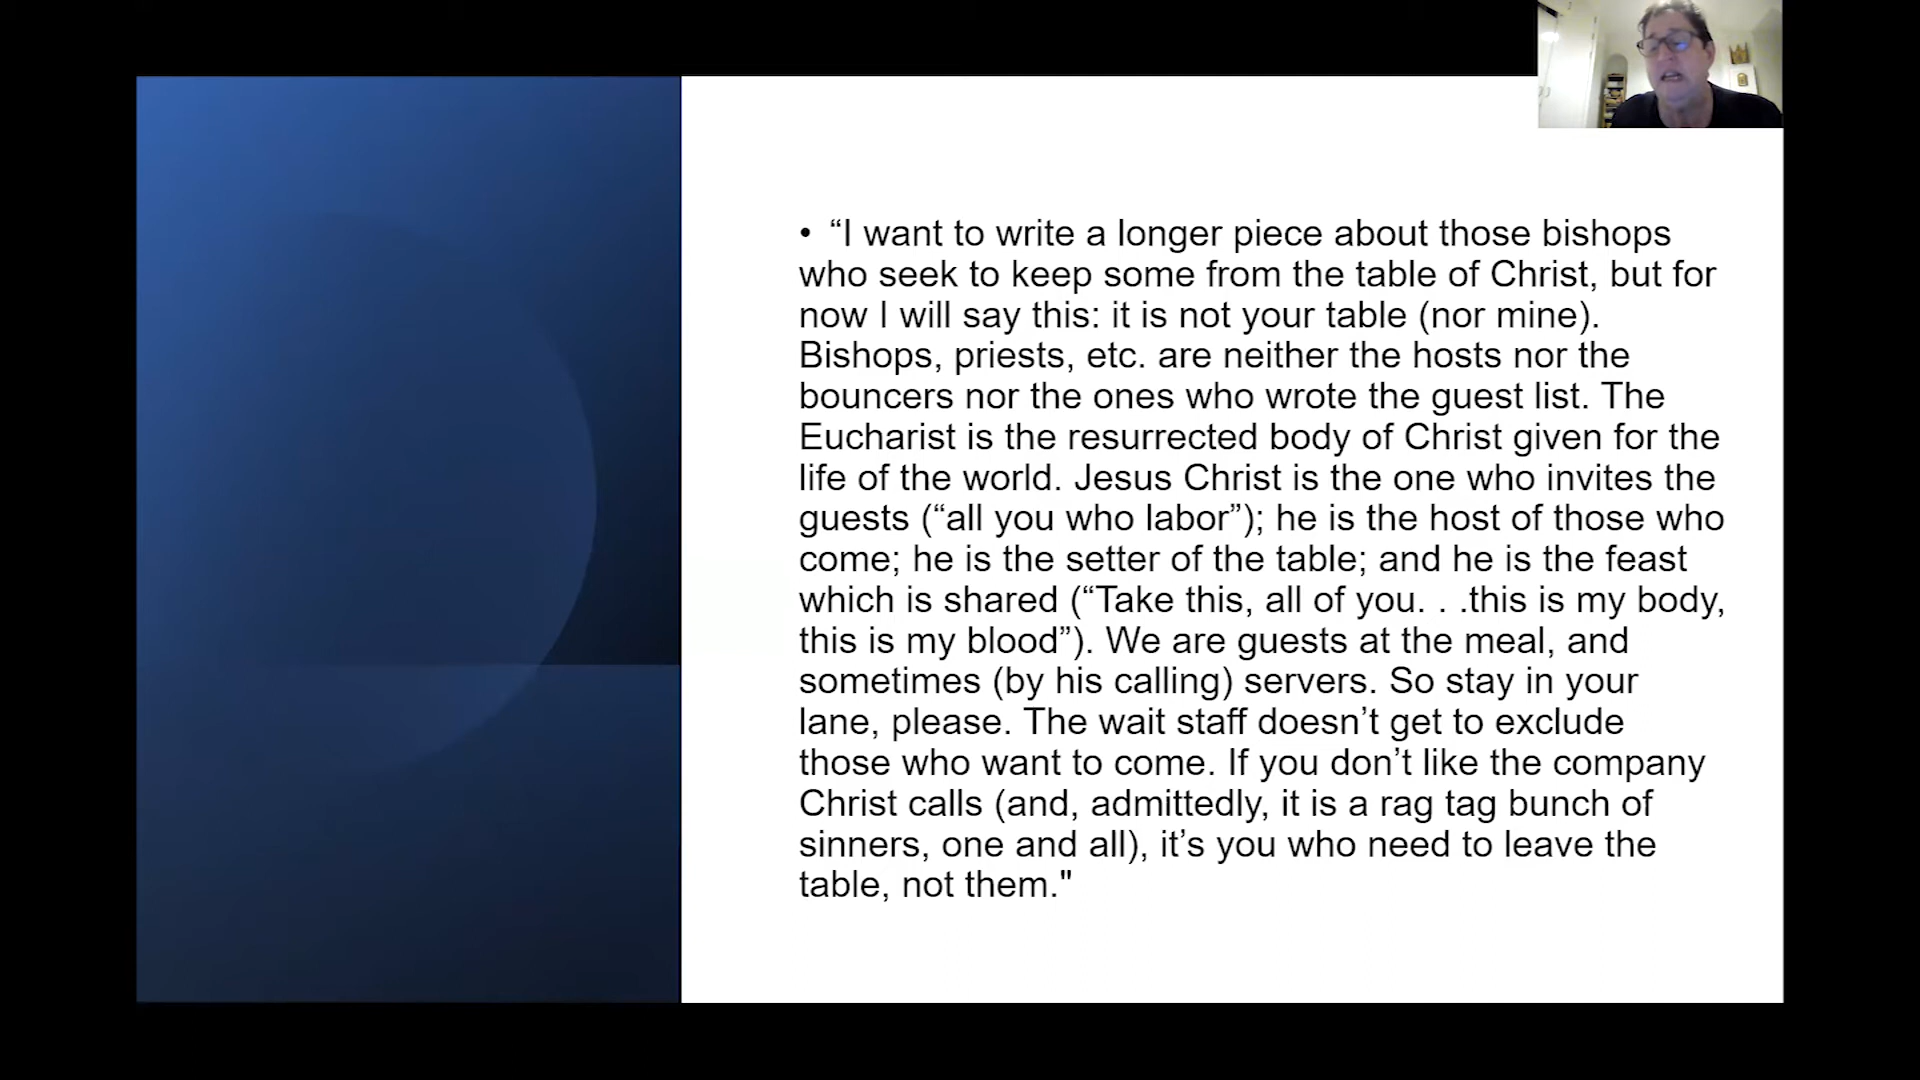 • “I want to write a longer piece about those bishops
who seek to keep some from the table of Christ, but for
now I will say this: it is not your table (nor mine).
Bishops, priests, etc. are neither the hosts nor the
bouncers nor the ones who wrote the guest list. The
Eucharist is the resurrected body of Christ given for the
life of the world. Jesus Christ is the one who invites the
guests (“all you who labor”); he is the host of those who
come; he is the setter of the table; and he is the feast
which is shared (“Take this, all of you. . .this is my body,
this is my blood”). We are guests at the meal, and
sometimes (by his calling) servers. So stay in your
lane, please. The wait staff doesn’t get to exclude
those who want to come. If you don’t like the company
Christ calls (and, admittedly, it is a rag tag bunch of
sinners, one and all), it’s you who need to leave the
table, not them."